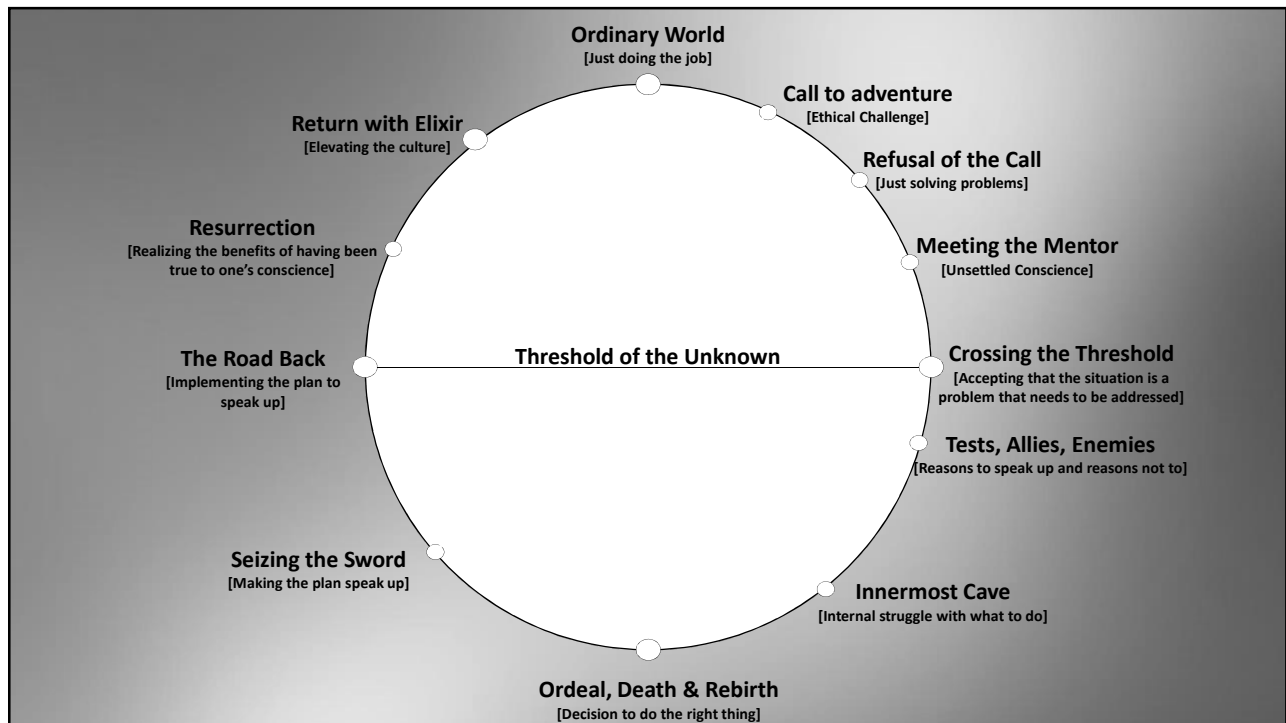 Ordinary World
[Just doing the job]
Call to adventure
[Ethical Challenge]
Refusal of the Call
[Just solving problems]
Meeting the Mentor
[Unsettled Conscience]
Crossing the Threshold
[Accepting that the situation is a
problem that needs to be addressed]
Tests, Allies, Enemies
[Reasons to speak up and reasons not to]
Innermost Cave
[Internal struggle with what to do]
Ordeal, Death & Rebirth
[Decision to do the right thing]
Seizing the Sword
[Making the plan speak up]
The Road Back
[Implementing the plan to
speak up]
Resurrection
[Realizing the benefits of having been
true to one’s conscience]
Return with Elixir
[Elevating the culture]
Threshold of the Unknown